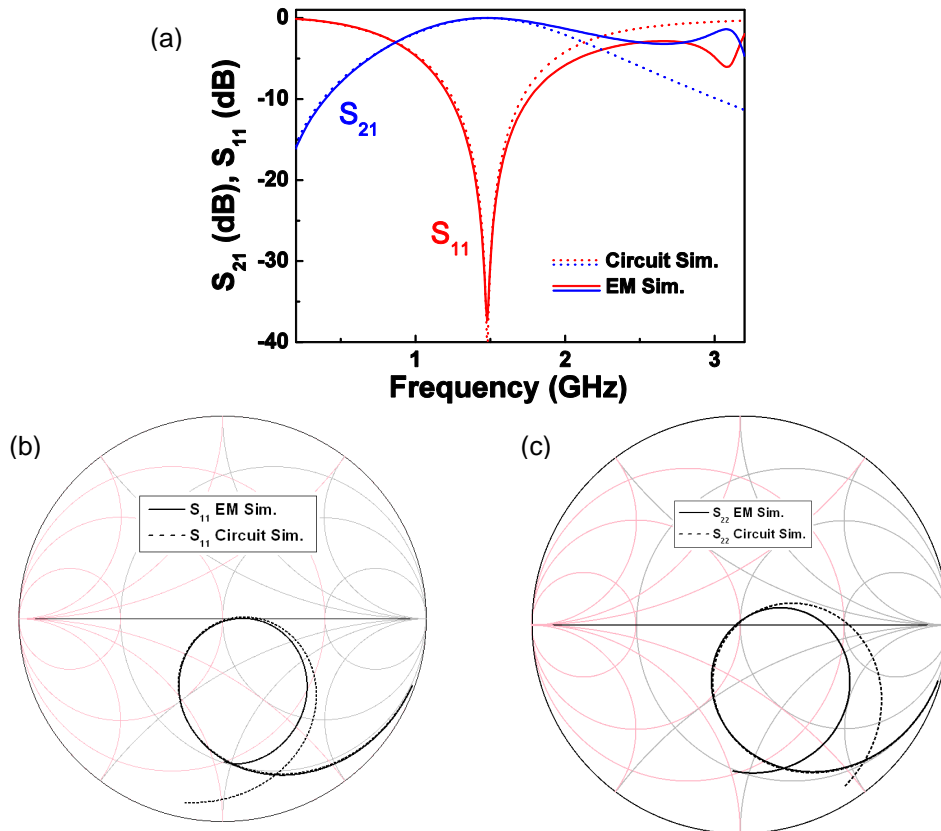 (a)
S21 (dB), S11 (dB)
0
-10
-20
-30
-40
S21
S11
Circuit Sim.
EM Sim.
1
2
3
Frequency (GHz)
(b)
S11 EM Sim.
S11 Circuit Sim.
(c)
S22 EM Sim.
S22 Circuit Sim.